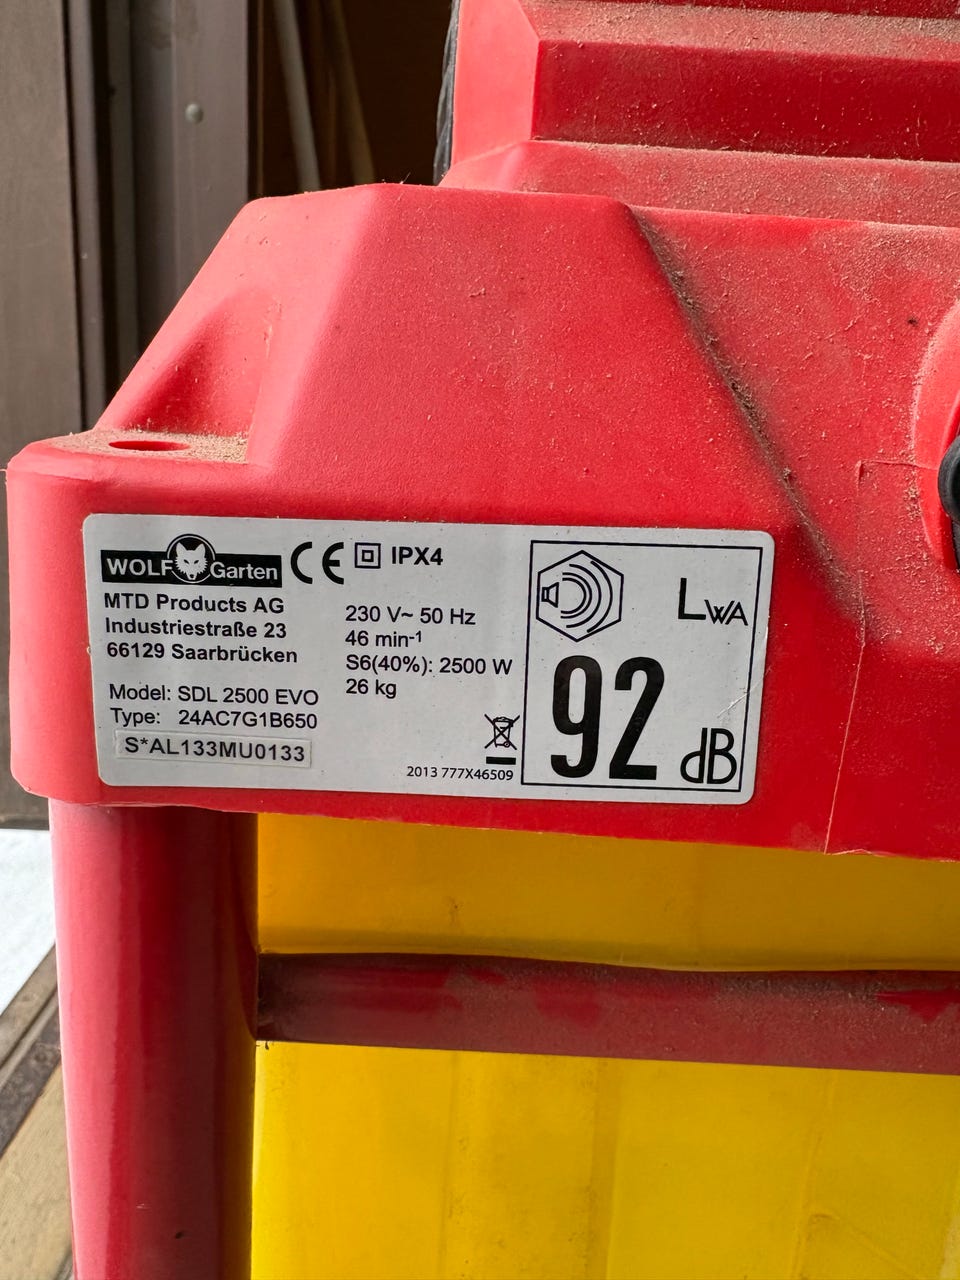 WOLF Garten CE IPX4
MTD Products AG
Industriestraße 23
66129 Saarbrücken
Model: SDL 2500 EVO
Type: 24AC7G1B650
S*AL133MU0133
230 V~ 50 Hz
46 min-1
S6(40%): 2500 W
26 kg
2013 777X46509
LWA
92
dB